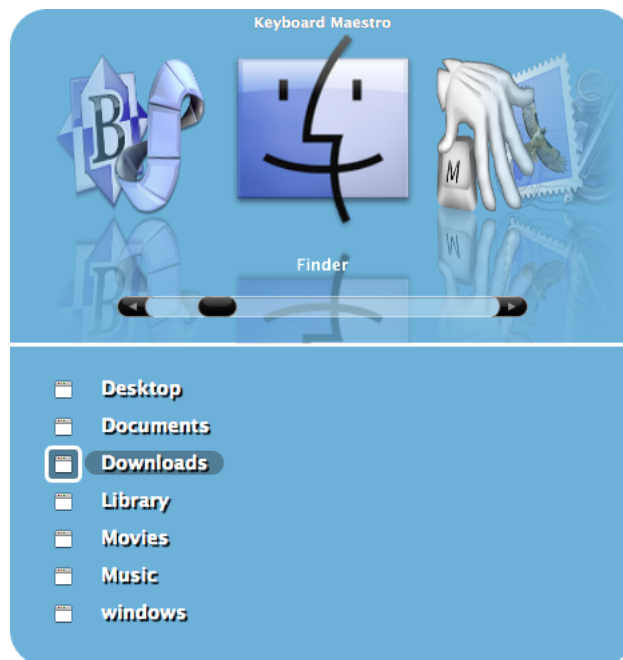 Keyboard Maestro
B
M
Finder
Desktop
Documents
Downloads
Library
Movies
Music
windows